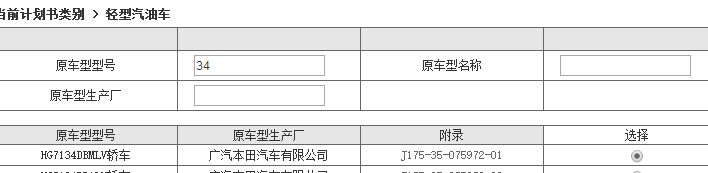 当前计划书类别 > 轻型汽油车
原车型型号 34 原车型名称
原车型生产厂
原车型型号 原车型生产厂 附录 选择
HG7134DBMLV轿车 广汽本田汽车有限公司 J175-35-075972-01